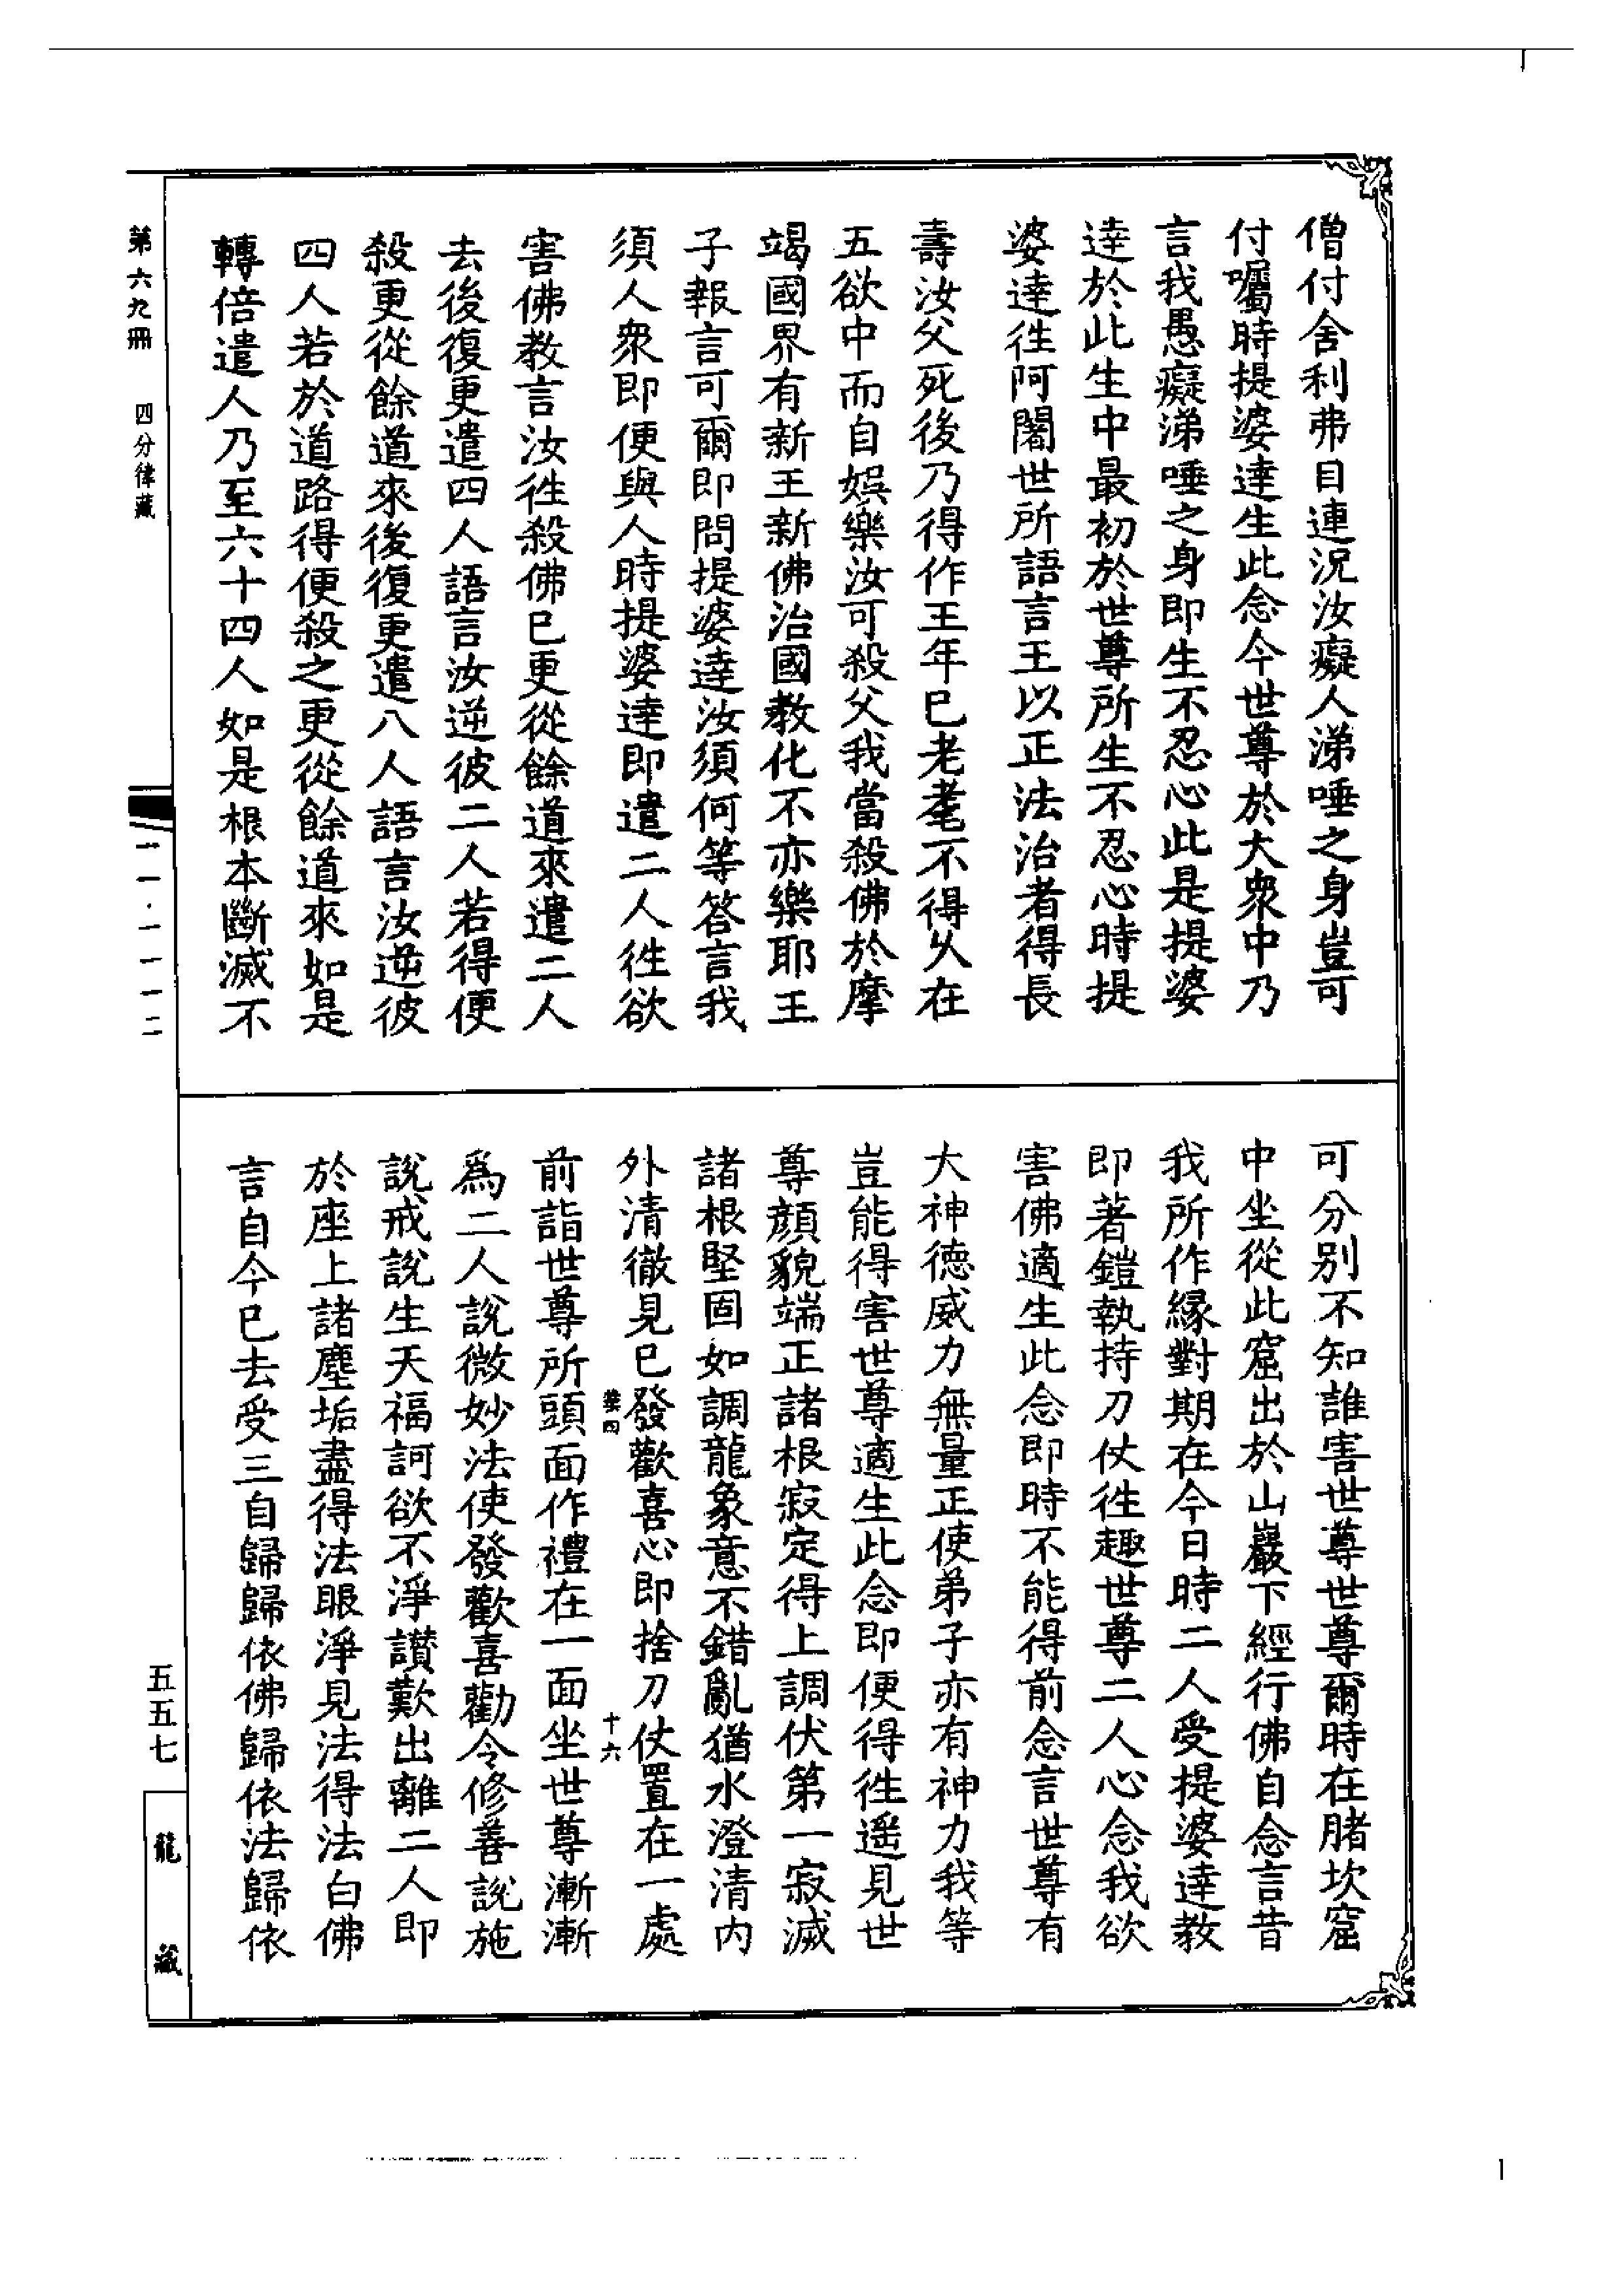 僧付舍利弗目連況汝癡人涕唾之身豈可
付囑時提婆達生此念今世尊於大衆中乃
言我愚癡涕唾之身即生不忍心此是提婆
達於此生中最初於世尊所生不忍心時提
婆達徃阿闍世所語言王以正法治者得長
壽汝父死後乃得作王年已老耄不得久在
五欲中而自娛樂汝可殺父我當殺佛於摩
竭國界有新王新佛治國教化不亦樂耶王
子報言可爾即問提婆達汝須何等答言我
須人衆即便與人時提婆達即遣二人徃欲
害佛教言汝徃殺佛已更從餘道來遣二人
去後復更遣四人語言汝逆彼二人若得便
殺更從餘道來後復更遣八人語言汝逆彼
四人若於道路得便殺之更從餘道來如是
轉倍遣人乃至六十四人如是根本斷滅不
可分别不知誰害世尊世尊爾時在䐗坎窟
中坐從此窟出於山巖下經行佛自念言昔
我所作緣對期在今日時二人受提婆達教
即著鎧執持刀仗徃趣世尊二人心念我欲
害佛適生此念即時不能得前念言世尊有
大神德威力無量正使弟子亦有神力我等
豈能得害世尊適生此念即便得徃遥見世
尊顏貌端正諸根寂定得上調伏第一寂滅
諸根堅固如調龍象意不錯亂猶水澄清内
外清徹見已發歡喜心即捨刀仗置在一處
前詣世尊所頭面作禮在一面坐世尊漸漸
爲二人說微妙法使發歡喜勸令修善說施
說戒說生天福訶欲不淨讃歎出離二人即
於座上諸塵垢盡得法眼淨見法得法白佛
言自今已去受三自歸歸依佛歸依法歸依
十六
第六九冊
四分律藏
一一·一一一二
五五七
龍藏
1